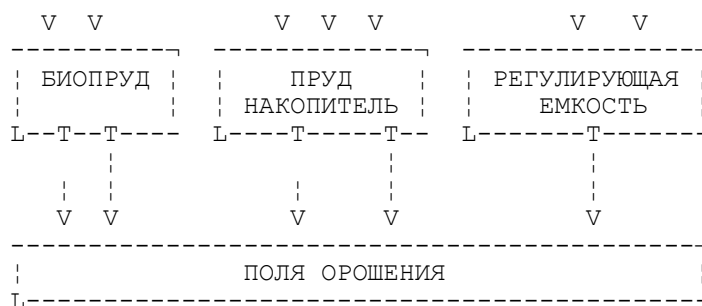 V V V V V V V
БИОПРУД ПРУД РЕГУЛИРУЮЩАЯ
НАКОПИТЕЛЬ ЕМКОСТЬ
L--T--T---- L----T----T-- L-------T-------
V V V V V
ПОЛЯ ОРОШЕНИЯ
L